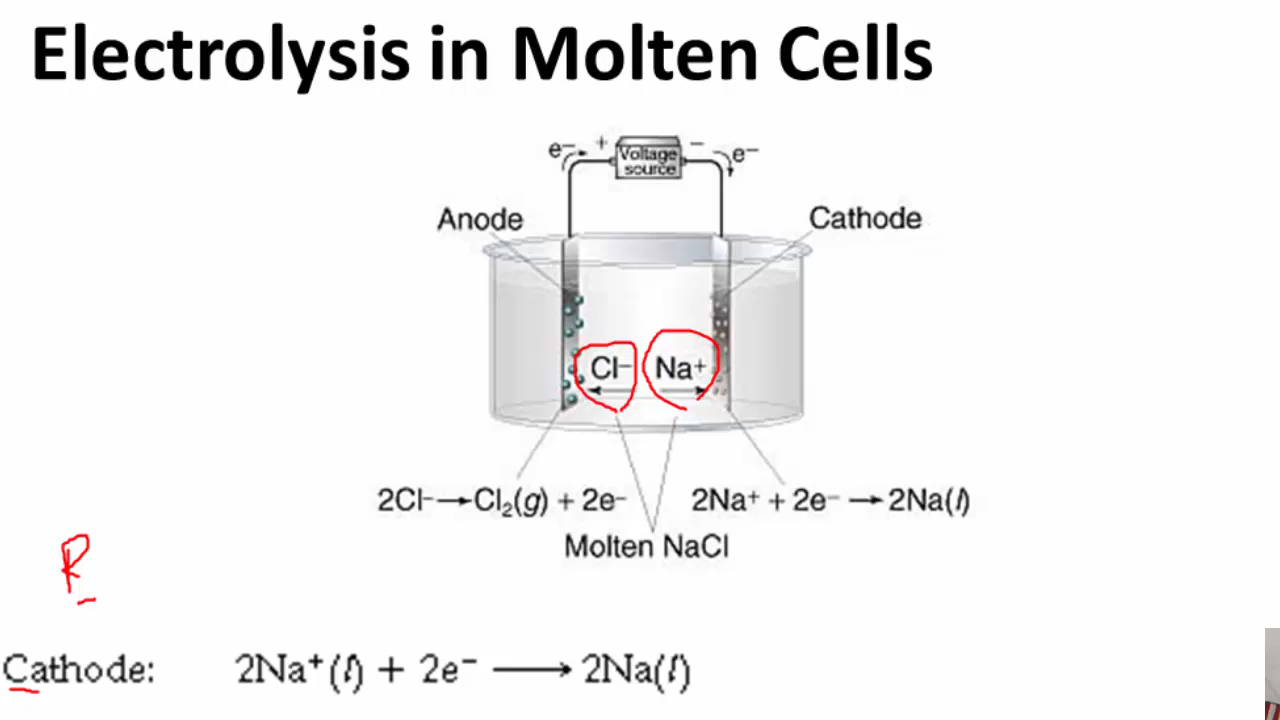 Electrolysis in Molten Cells
e⁻ + Voltage source − e⁻
Anode
Cathode
Cl⁻ Na⁺
2Cl⁻→Cl₂(g) + 2e⁻
2Na⁺ + 2e⁻ → 2Na(l)
Molten NaCl
R
Cathode: 2Na⁺(l) + 2e⁻ ⟶ 2Na(l)